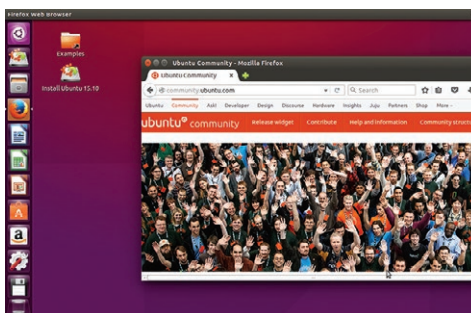 Firefox Web Browser
Examples
Install Ubuntu 15.10
Ubuntu Community - Mozilla Firefox
Ubuntu Community
community.ubuntu.com
Search
Ubuntu Community Ask! Developer Design Discourse Hardware Insights Juju Partners Shop More
ubuntu community Release widget Contribute Help and information Community struct